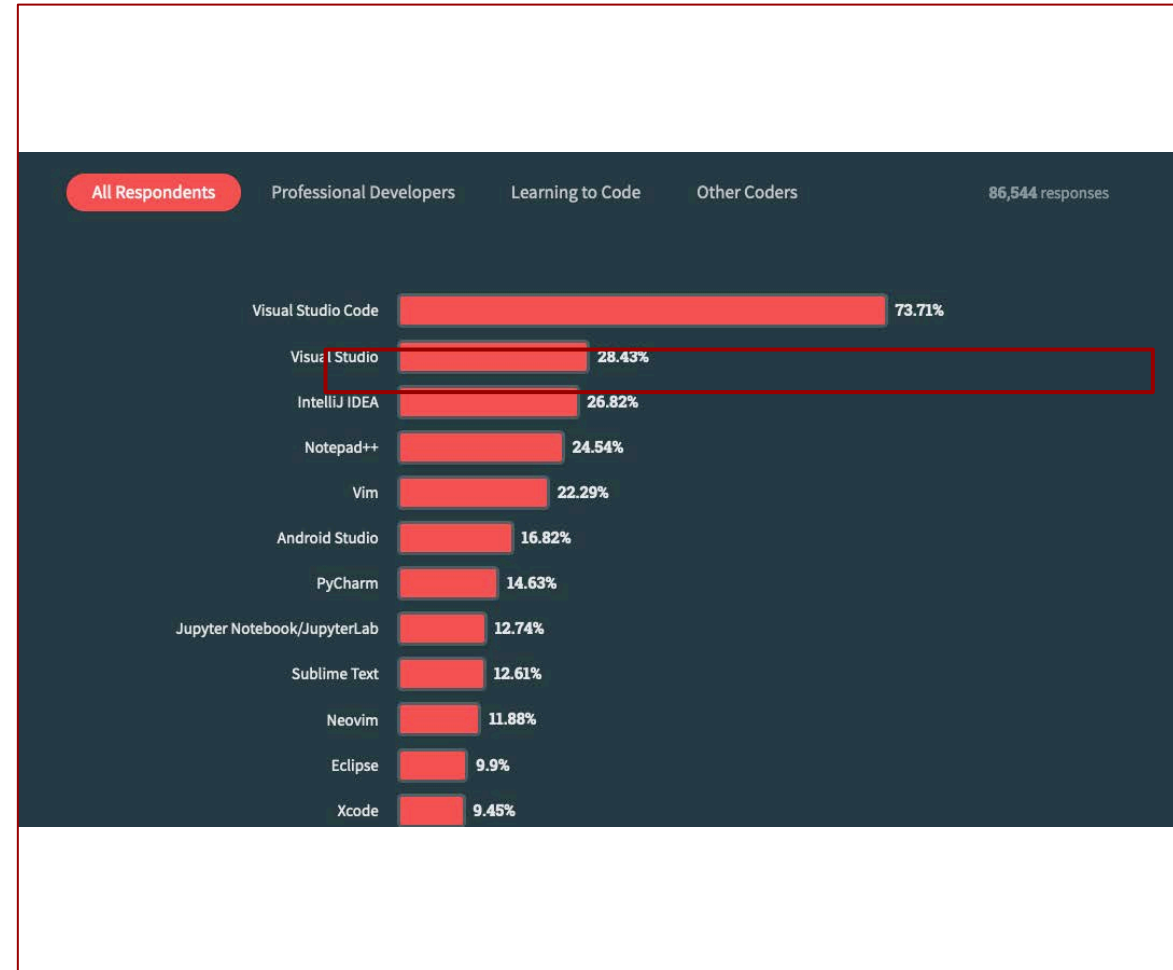 All Respondents Professional Developers Learning to Code Other Coders 86,544 responses
Visual Studio Code 73.71%
Visual Studio 28.43%
IntelliJ IDEA 26.82%
Notepad++ 24.54%
Vim 22.29%
Android Studio 16.82%
PyCharm 14.63%
Jupyter Notebook/JupyterLab 12.74%
Sublime Text 12.61%
Neovim 11.88%
Eclipse 9.9%
Xcode 9.45%